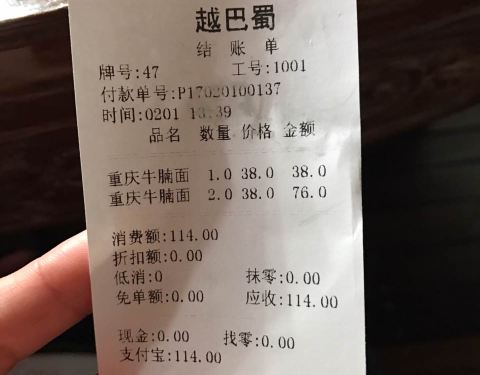 越巴蜀
结 账 单
牌号:47 工号:1001
付款单号:P17020100137
时间:0201 13:39
品名 数量 价格 金额
重庆牛腩面 1.0 38.0 38.0
重庆牛腩面 2.0 38.0 76.0
消费额:114.00
折扣额:0.00
低消:0 抹零:0.00
免单额:0.00 应收:114.00
现金:0.00 找零:0.00
支付宝:114.00